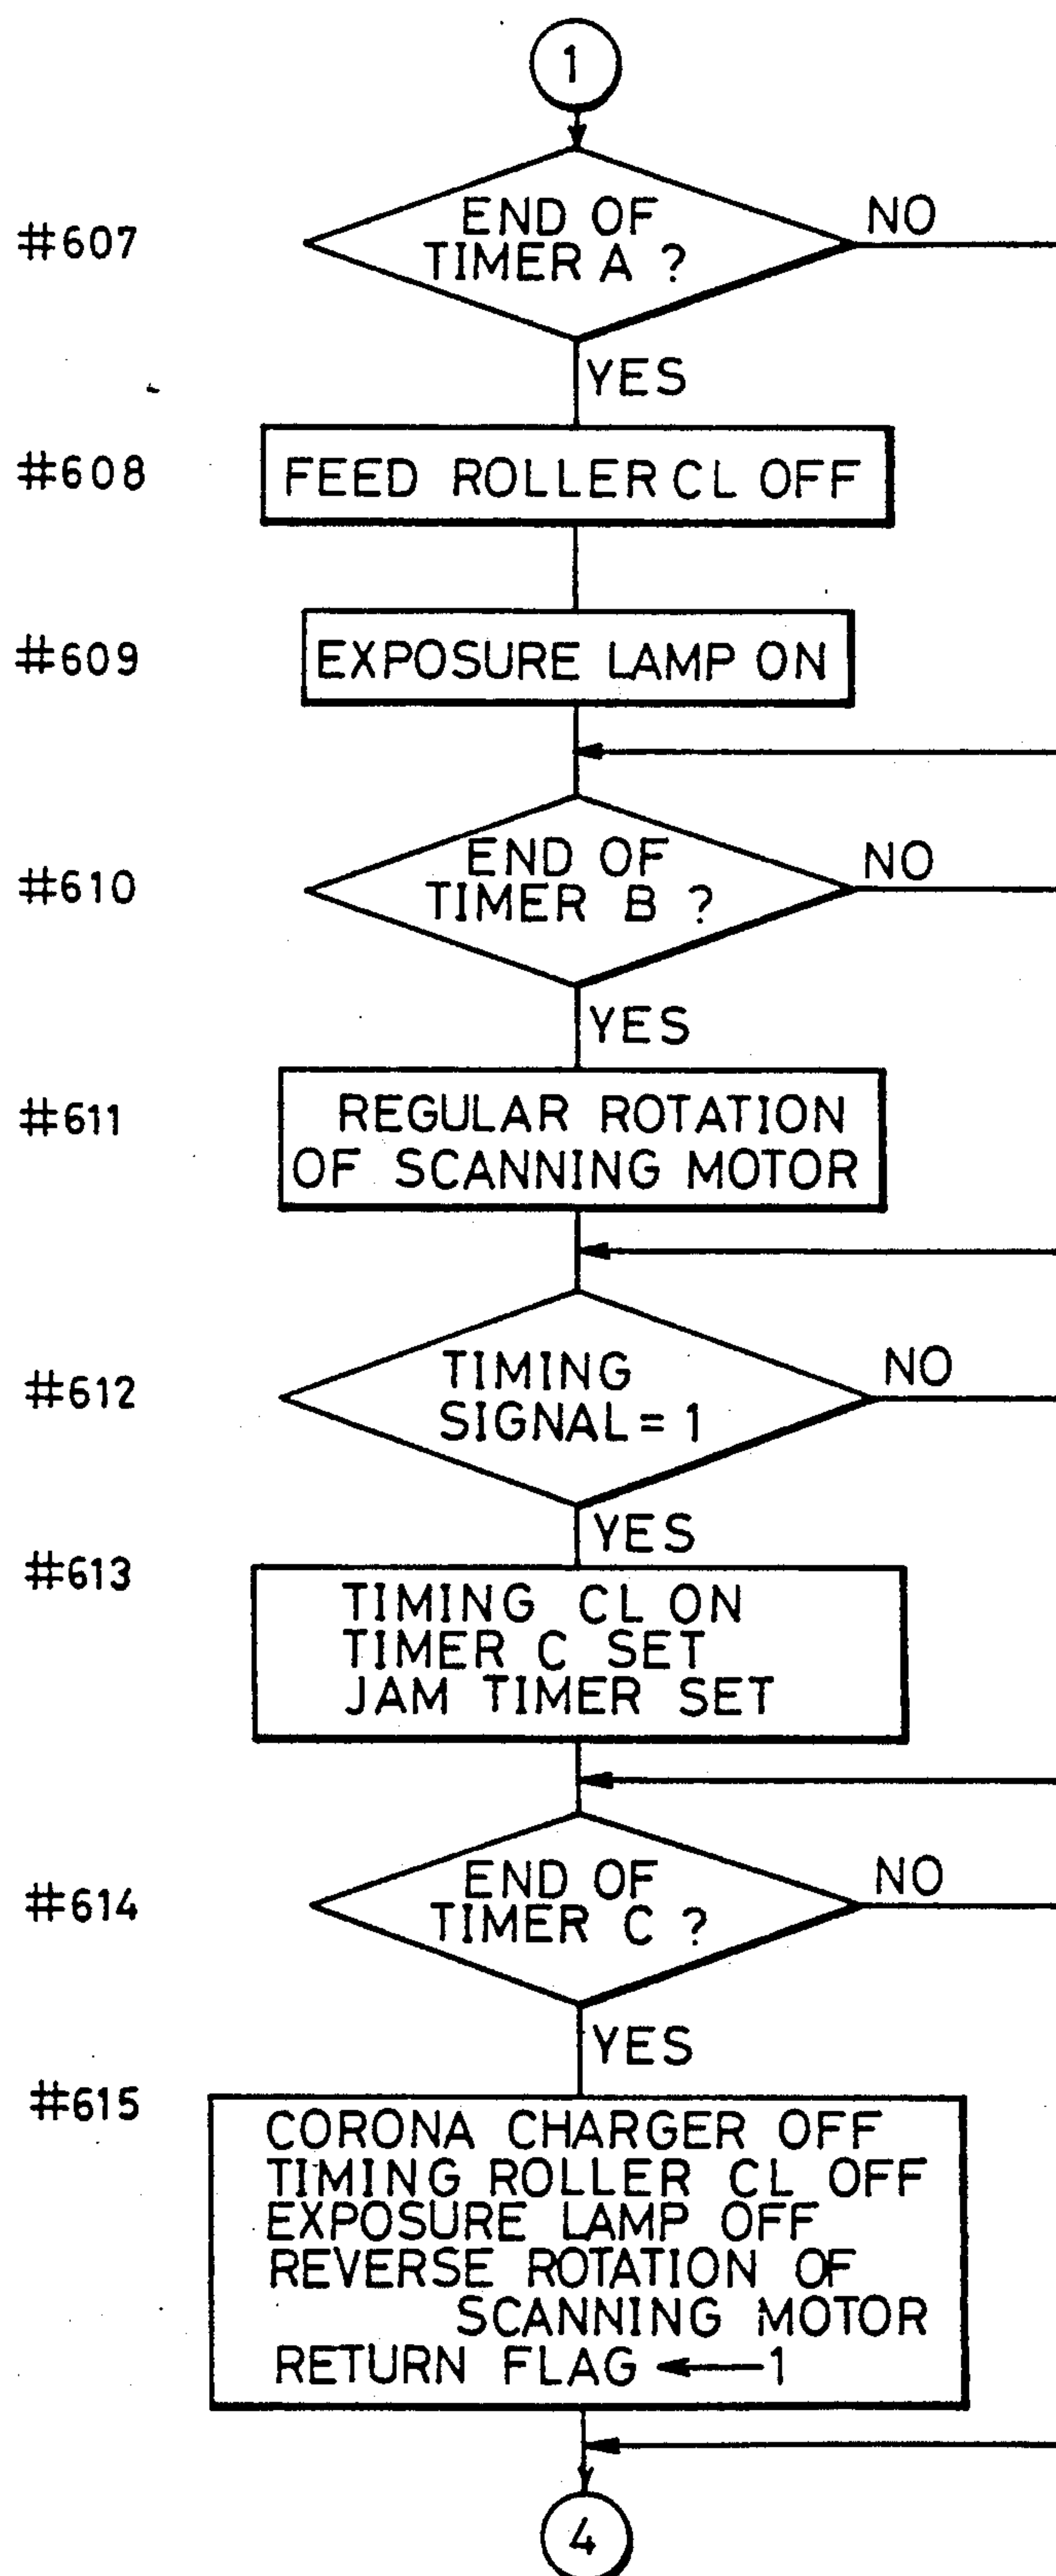 1
#607
END OF
TIMER A ?
NO
YES
#608
FEED ROLLER CL OFF
#609
EXPOSURE LAMP ON
#610
END OF
TIMER B ?
NO
YES
#611
REGULAR ROTATION
OF SCANNING MOTOR
#612
TIMING
SIGNAL = 1
NO
YES
#613
TIMING CL ON
TIMER C SET
JAM TIMER SET
#614
END OF
TIMER C ?
NO
YES
#615
CORONA CHARGER OFF
TIMING ROLLER CL OFF
EXPOSURE LAMP OFF
REVERSE ROTATION OF
SCANNING MOTOR
RETURN FLAG ← 1
4